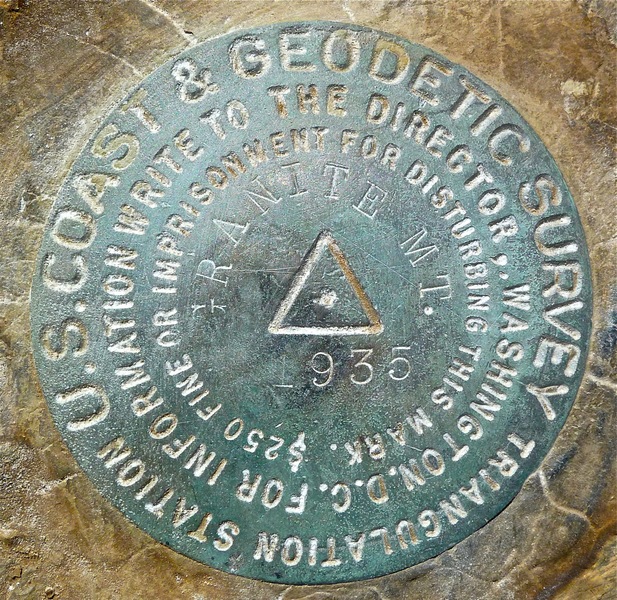 U.S. COAST & GEODETIC SURVEY
TRIANGULATION STATION
FOR INFORMATION WRITE TO THE DIRECTOR, WASHINGTON, D.C.
$250 FINE OR IMPRISONMENT FOR DISTURBING THIS MARK.
GRANITE MT.
1935